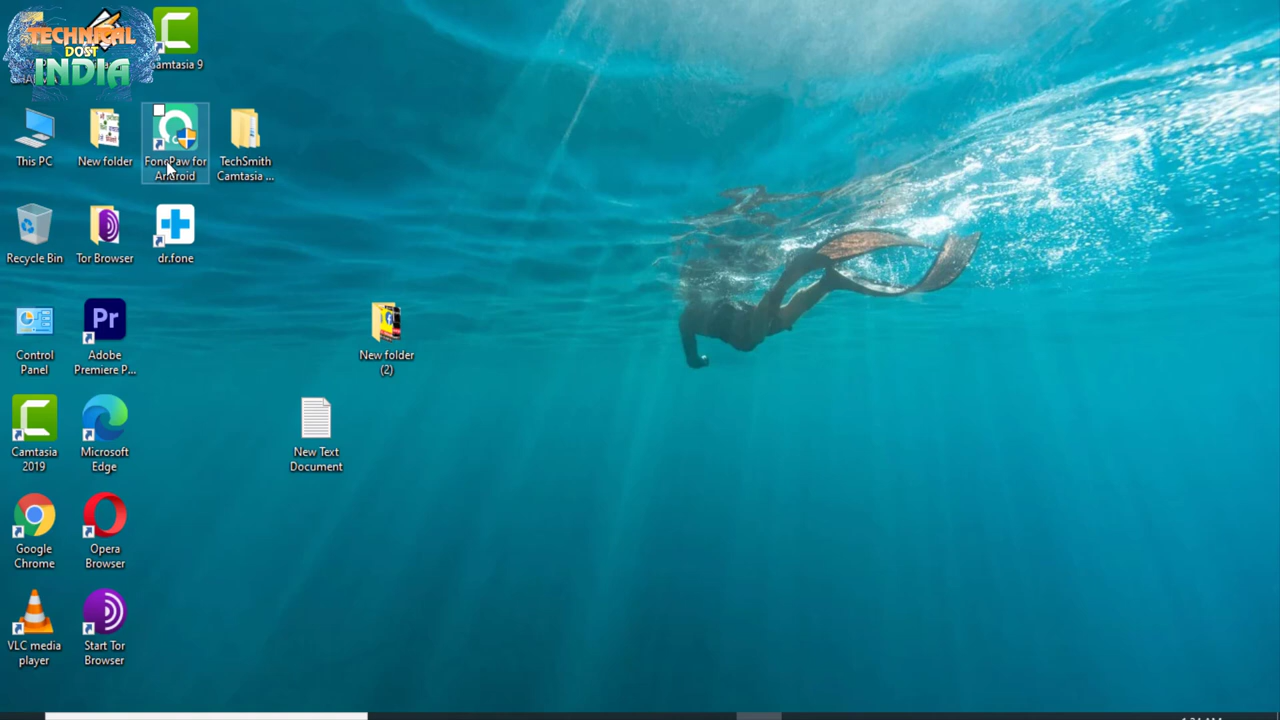 TECHNICAL
DOST
INDIA
Camtasia 9
This PC
New folder
FonePaw for
Android
TechSmith
Camtasia ...
Recycle Bin
Tor Browser
dr.fone
Control
Panel
Pr
Adobe
Premiere P...
New folder
(2)
Camtasia
2019
Microsoft
Edge
New Text
Document
Google
Chrome
Opera
Browser
VLC media
player
Start Tor
Browser